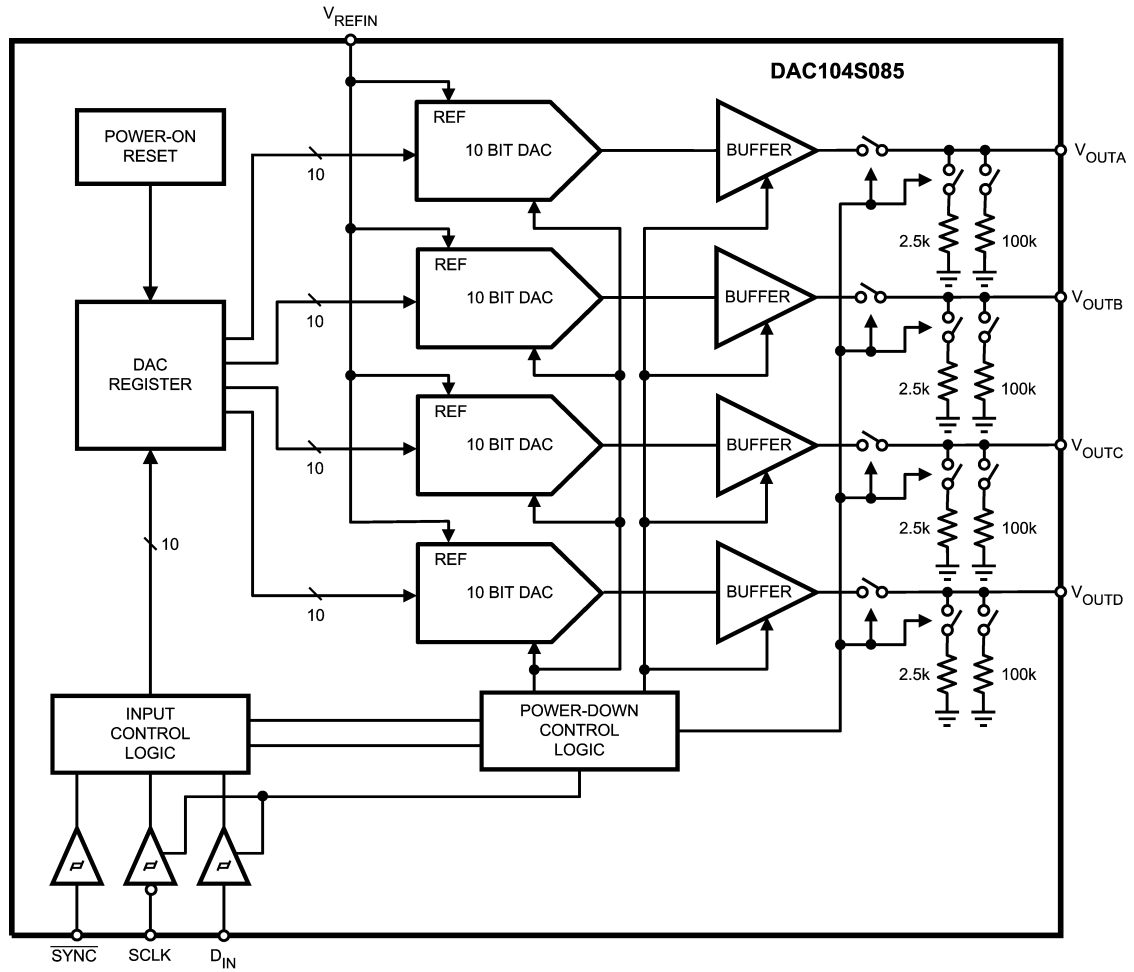 VREFIN
DAC104S085
POWER-ON
RESET
REF
10 BIT DAC
BUFFER
VOUTA
10
2.5k
100k
REF
10 BIT DAC
BUFFER
VOUTB
10
2.5k
100k
DAC
REGISTER
REF
10 BIT DAC
BUFFER
VOUTC
10
2.5k
100k
10
REF
10 BIT DAC
BUFFER
VOUTD
10
2.5k
100k
INPUT
CONTROL
LOGIC
POWER-DOWN
CONTROL
LOGIC
SYNC
SCLK
DIN